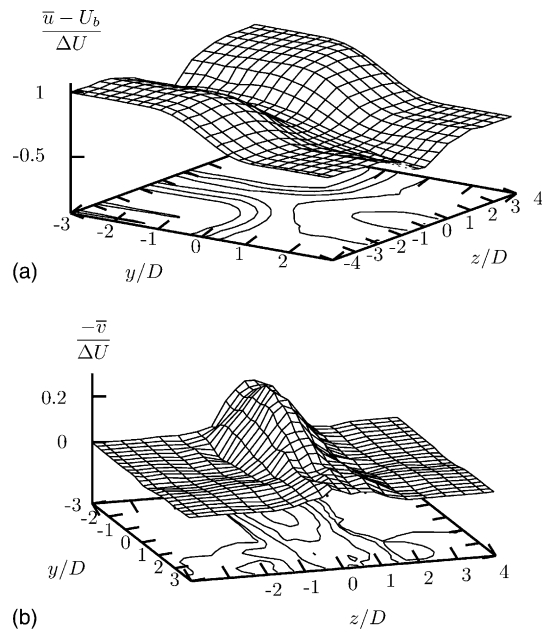 u̅ − U_b
ΔU
1
-0.5
-3 -2 -1 0 1 2
-4 -3 -2 -1 0 1 2 3 4
y/D
z/D
(a)
−v̅
ΔU
0.2
0
-3
-2
-1
0
1
2
3
-2 -1 0 1 2 3 4
y/D
z/D
(b)